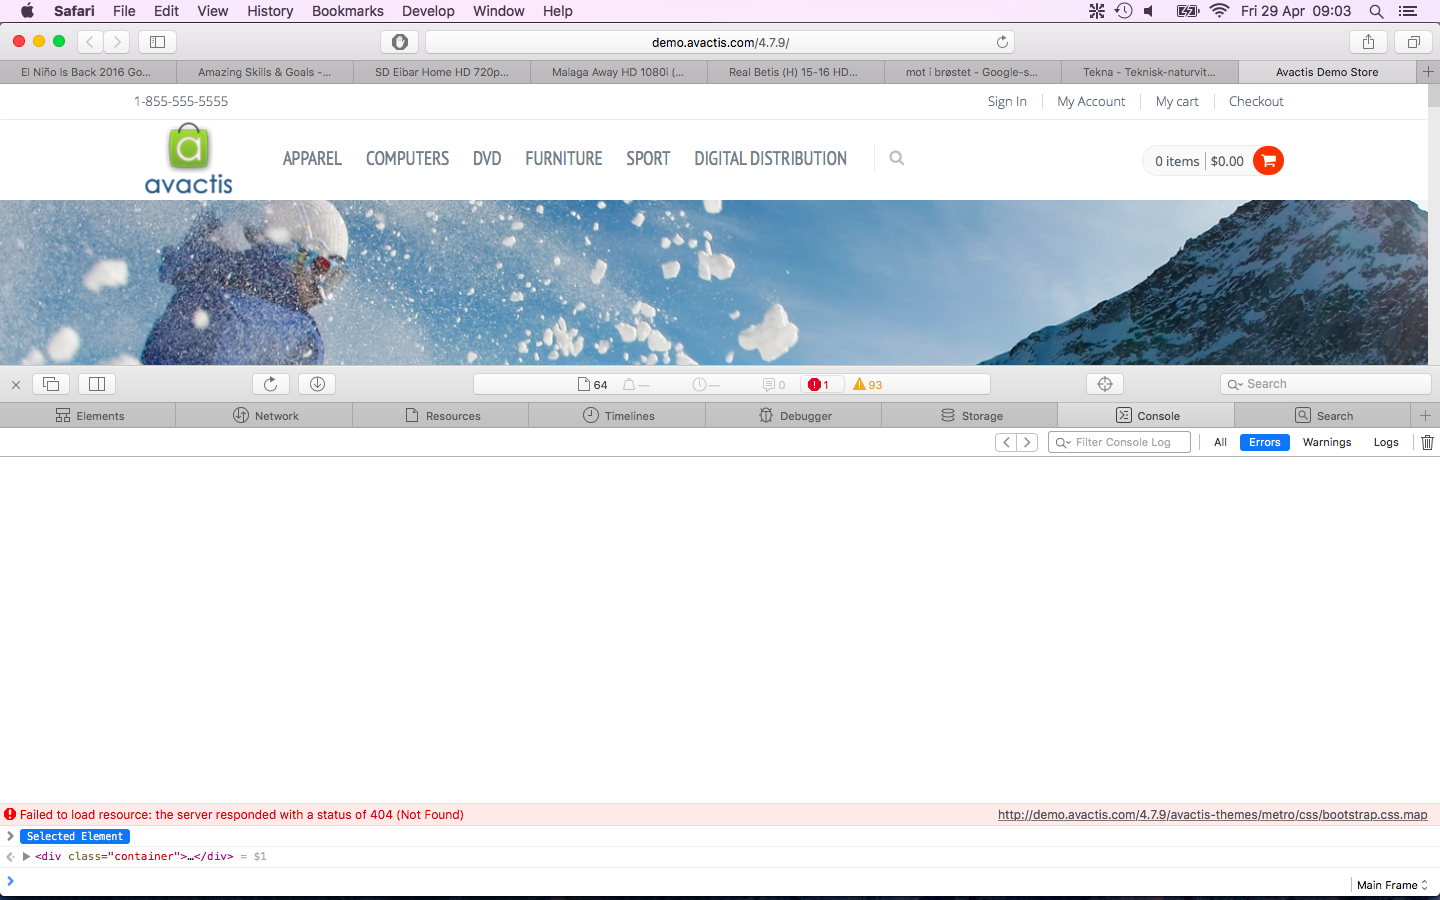 Safari File Edit View History Bookmarks Develop Window Help Fri 29 Apr 09:03
demo.avactis.com/4.7.9/
El Niño Is Back 2016 Go... Amazing Skills & Goals -... SD Eibar Home HD 720p... Malaga Away HD 1080i (... Real Betis (H) 15-16 HD... mot i brøstet - Google-s... Tekna - Teknisk-naturvit... Avactis Demo Store
1-855-555-5555 Sign In My Account My cart Checkout
a
avactis
APPAREL COMPUTERS DVD FURNITURE SPORT DIGITAL DISTRIBUTION 0 items $0.00
64 — — 0 1 93 Search
Elements Network Resources Timelines Debugger Storage Console Search
Filter Console Log All Errors Warnings Logs
Failed to load resource: the server responded with a status of 404 (Not Found) http://demo.avactis.com/4.7.9/avactis-themes/metro/css/bootstrap.css.map
Selected Element
<div class="container">…</div> = $1
Main Frame